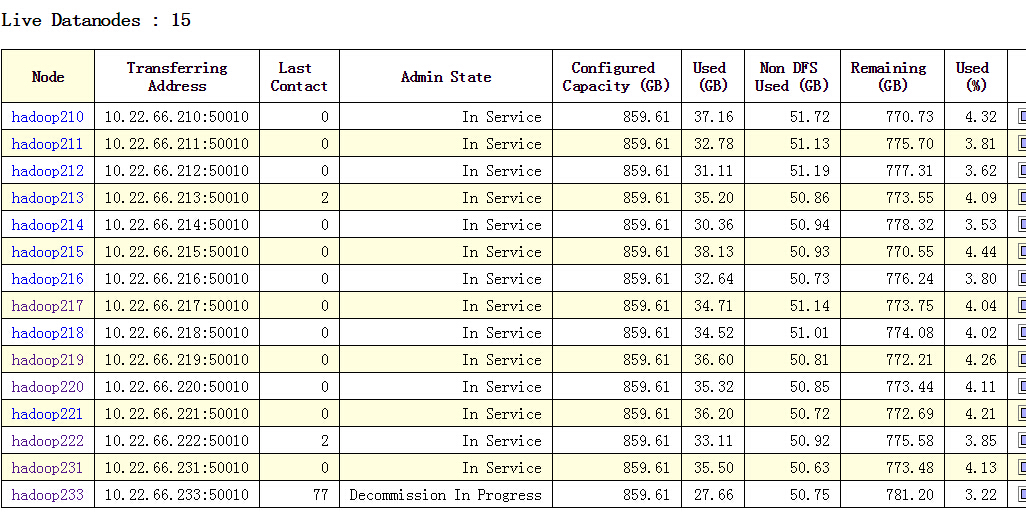 Live Datanodes : 15
Node Transferring Address Last Contact Admin State Configured Capacity (GB) Used (GB) Non DFS Used (GB) Remaining (GB) Used (%)
hadoop210 10.22.66.210:50010 0 In Service 859.61 37.16 51.72 770.73 4.32
hadoop211 10.22.66.211:50010 0 In Service 859.61 32.78 51.13 775.70 3.81
hadoop212 10.22.66.212:50010 0 In Service 859.61 31.11 51.19 777.31 3.62
hadoop213 10.22.66.213:50010 2 In Service 859.61 35.20 50.86 773.55 4.09
hadoop214 10.22.66.214:50010 0 In Service 859.61 30.36 50.94 778.32 3.53
hadoop215 10.22.66.215:50010 0 In Service 859.61 38.13 50.93 770.55 4.44
hadoop216 10.22.66.216:50010 0 In Service 859.61 32.64 50.73 776.24 3.80
hadoop217 10.22.66.217:50010 0 In Service 859.61 34.71 51.14 773.75 4.04
hadoop218 10.22.66.218:50010 0 In Service 859.61 34.52 51.01 774.08 4.02
hadoop219 10.22.66.219:50010 0 In Service 859.61 36.60 50.81 772.21 4.26
hadoop220 10.22.66.220:50010 0 In Service 859.61 35.32 50.85 773.44 4.11
hadoop221 10.22.66.221:50010 0 In Service 859.61 36.20 50.72 772.69 4.21
hadoop222 10.22.66.222:50010 2 In Service 859.61 33.11 50.92 775.58 3.85
hadoop231 10.22.66.231:50010 0 In Service 859.61 35.50 50.63 773.48 4.13
hadoop233 10.22.66.233:50010 77 Decommission In Progress 859.61 27.66 50.75 781.20 3.22